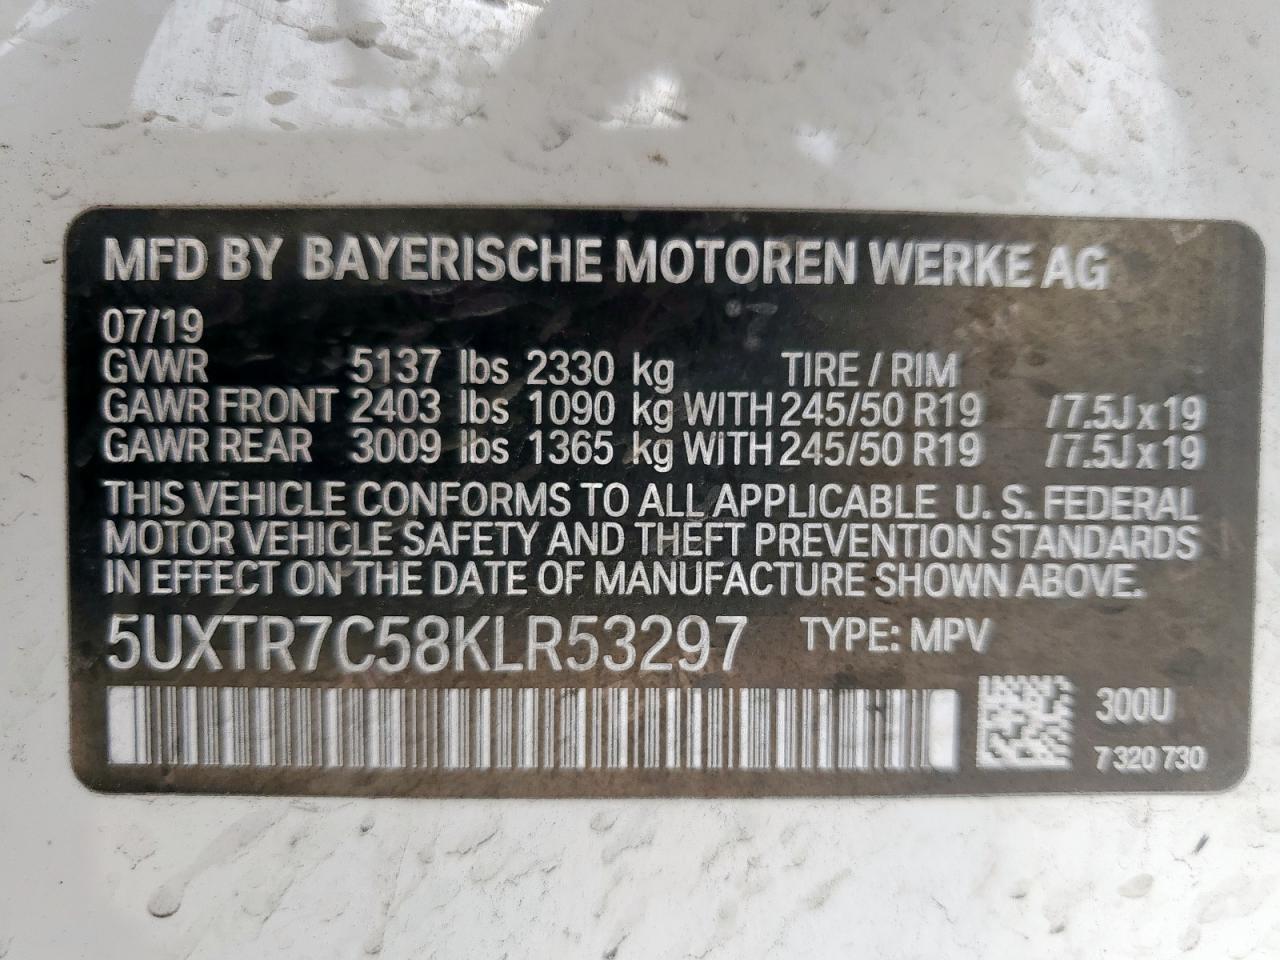 MFD BY BAYERISCHE MOTOREN WERKE AG
07/19
GVWR 5137 lbs 2330 kg TIRE / RIM
GAWR FRONT 2403 lbs 1090 kg WITH 245/50 R19 /7.5J x 19
GAWR REAR 3009 lbs 1365 kg WITH 245/50 R19 /7.5J x 19
THIS VEHICLE CONFORMS TO ALL APPLICABLE U. S. FEDERAL
MOTOR VEHICLE SAFETY AND THEFT PREVENTION STANDARDS
IN EFFECT ON THE DATE OF MANUFACTURE SHOWN ABOVE.
5UXTR7C58KLR53297 TYPE: MPV
300U
7 320 730